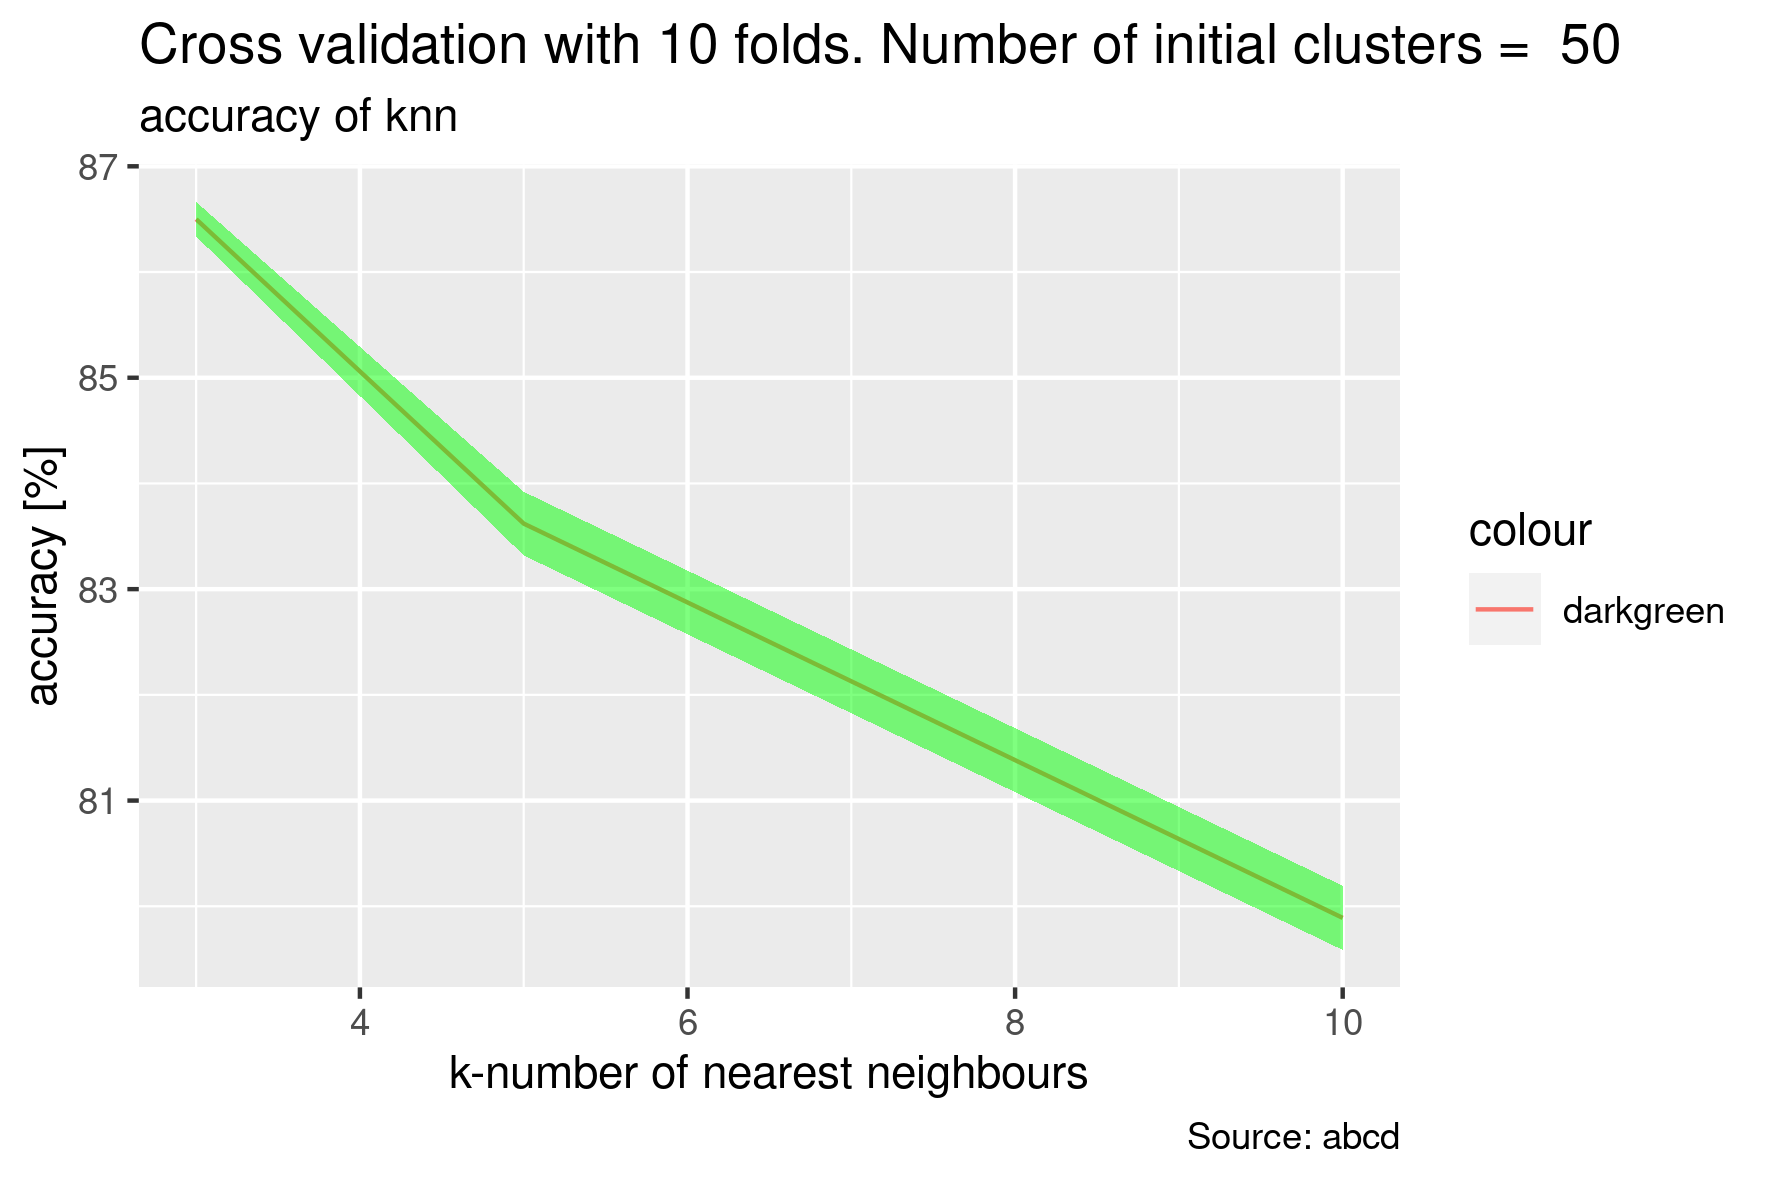 Cross validation with 10 folds. Number of initial clusters =  50
accuracy of knn
87
85
83
81
accuracy [%]
4 6 8 10
k-number of nearest neighbours
colour
darkgreen
Source: abcd